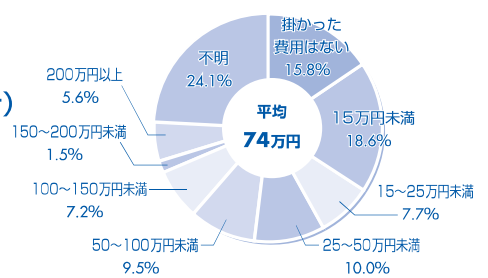 掛かった
費用はない
15.8%
15万円未満
18.6%
15〜25万円未満
7.7%
25〜50万円未満
10.0%
50〜100万円未満
9.5%
100〜150万円未満
7.2%
150〜200万円未満
1.5%
200万円以上
5.6%
不明
24.1%
平均
74万円
)